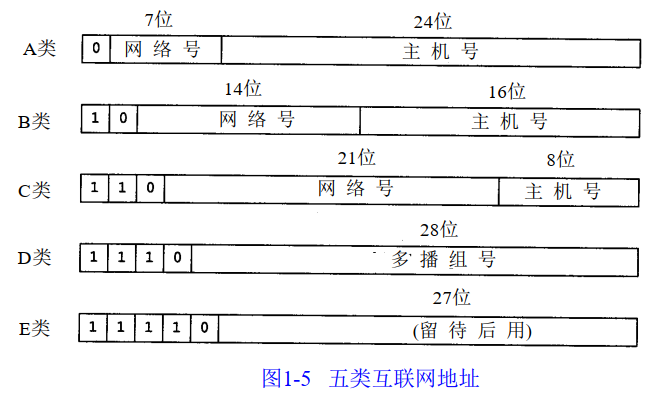 7位 24位
A类 0 网络号 主机号
14位 16位
B类 1 0 网络号 主机号
21位 8位
C类 1 1 0 网络号 主机号
28位
D类 1 1 1 0 多播组号
27位
E类 1 1 1 1 0 (留待后用)
图1-5 五类互联网地址